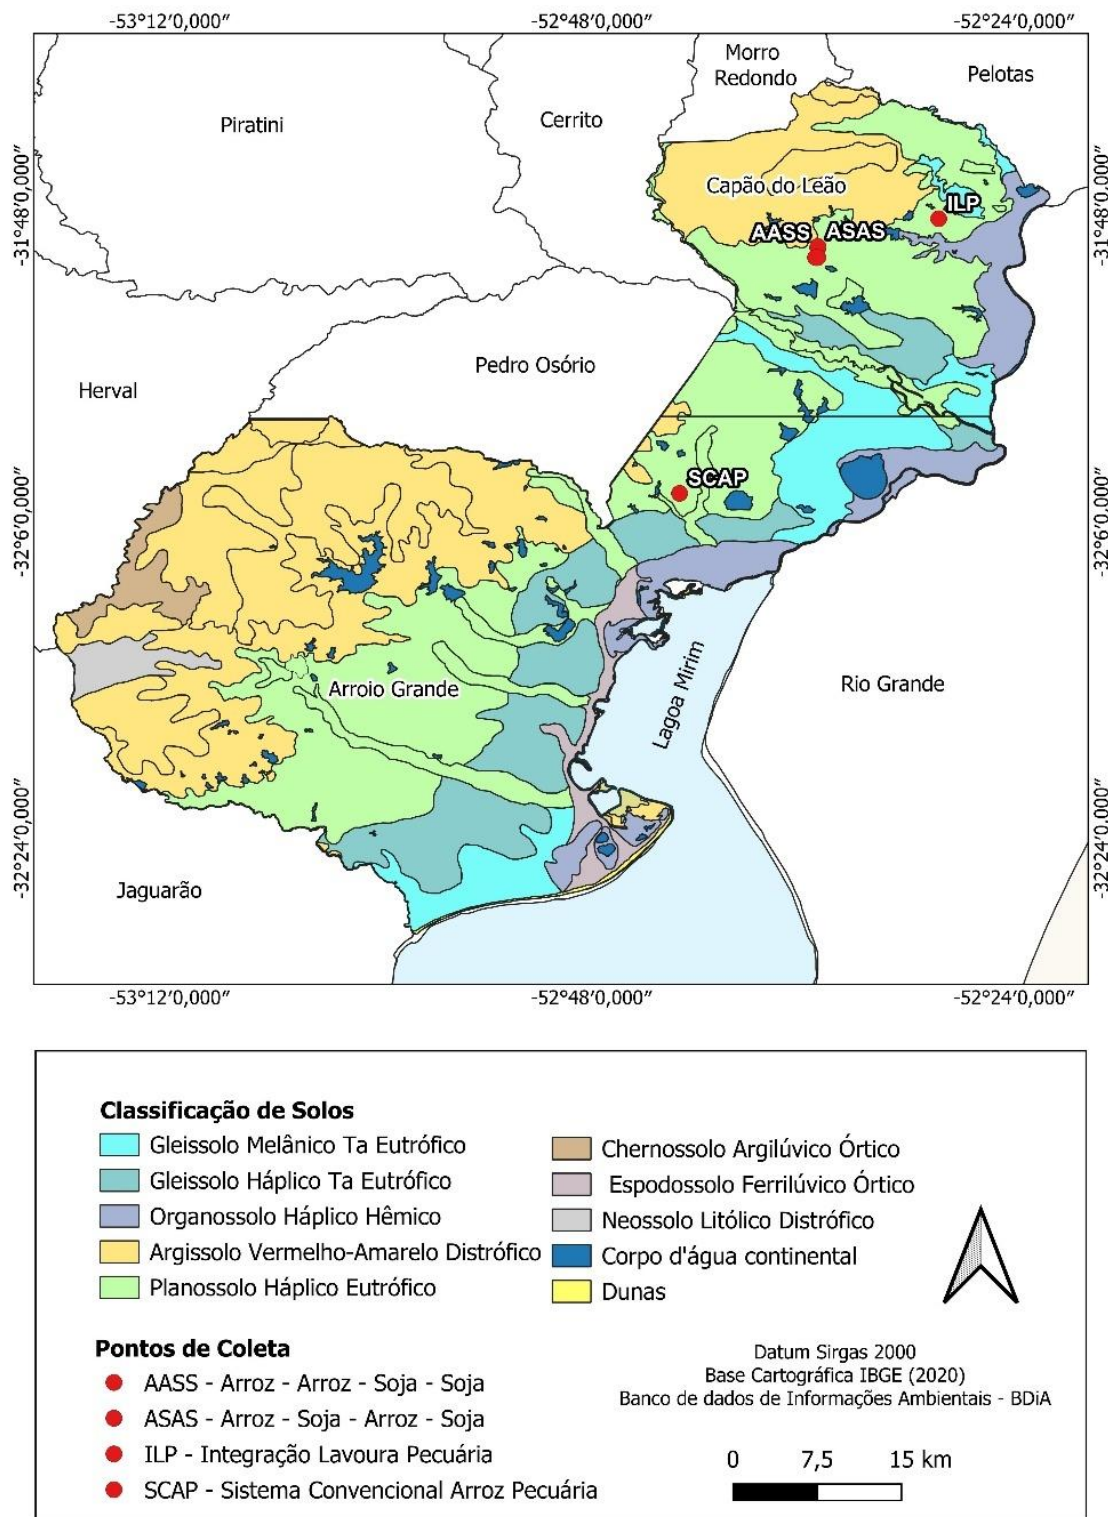 -53°12′0,000″ -52°48′0,000″ -52°24′0,000″
Morro
Redondo
Pelotas
Piratini
Cerrito
-31°48′0,000″
-31°48′0,000″
Capão do Leão
ILP
AASS
ASAS
Pedro Osório
Herval
SCAP
-32°6′0,000″
-32°6′0,000″
Arroio Grande
Lagoa Mirim
Rio Grande
-32°24′0,000″
-32°24′0,000″
Jaguarão
-53°12′0,000″ -52°48′0,000″ -52°24′0,000″
Classificação de Solos
Gleissolo Melânico Ta Eutrófico
Gleissolo Háplico Ta Eutrófico
Organossolo Háplico Hêmico
Argissolo Vermelho-Amarelo Distrófico
Planossolo Háplico Eutrófico
Chernossolo Argilúvico Órtico
Espodossolo Ferrilúvico Órtico
Neossolo Litólico Distrófico
Corpo d'água continental
Dunas
Pontos de Coleta
AASS - Arroz - Arroz - Soja - Soja
ASAS - Arroz - Soja - Arroz - Soja
ILP - Integração Lavoura Pecuária
SCAP - Sistema Convencional Arroz Pecuária
Datum Sirgas 2000
Base Cartográfica IBGE (2020)
Banco de dados de Informações Ambientais - BDiA
0 7,5 15 km